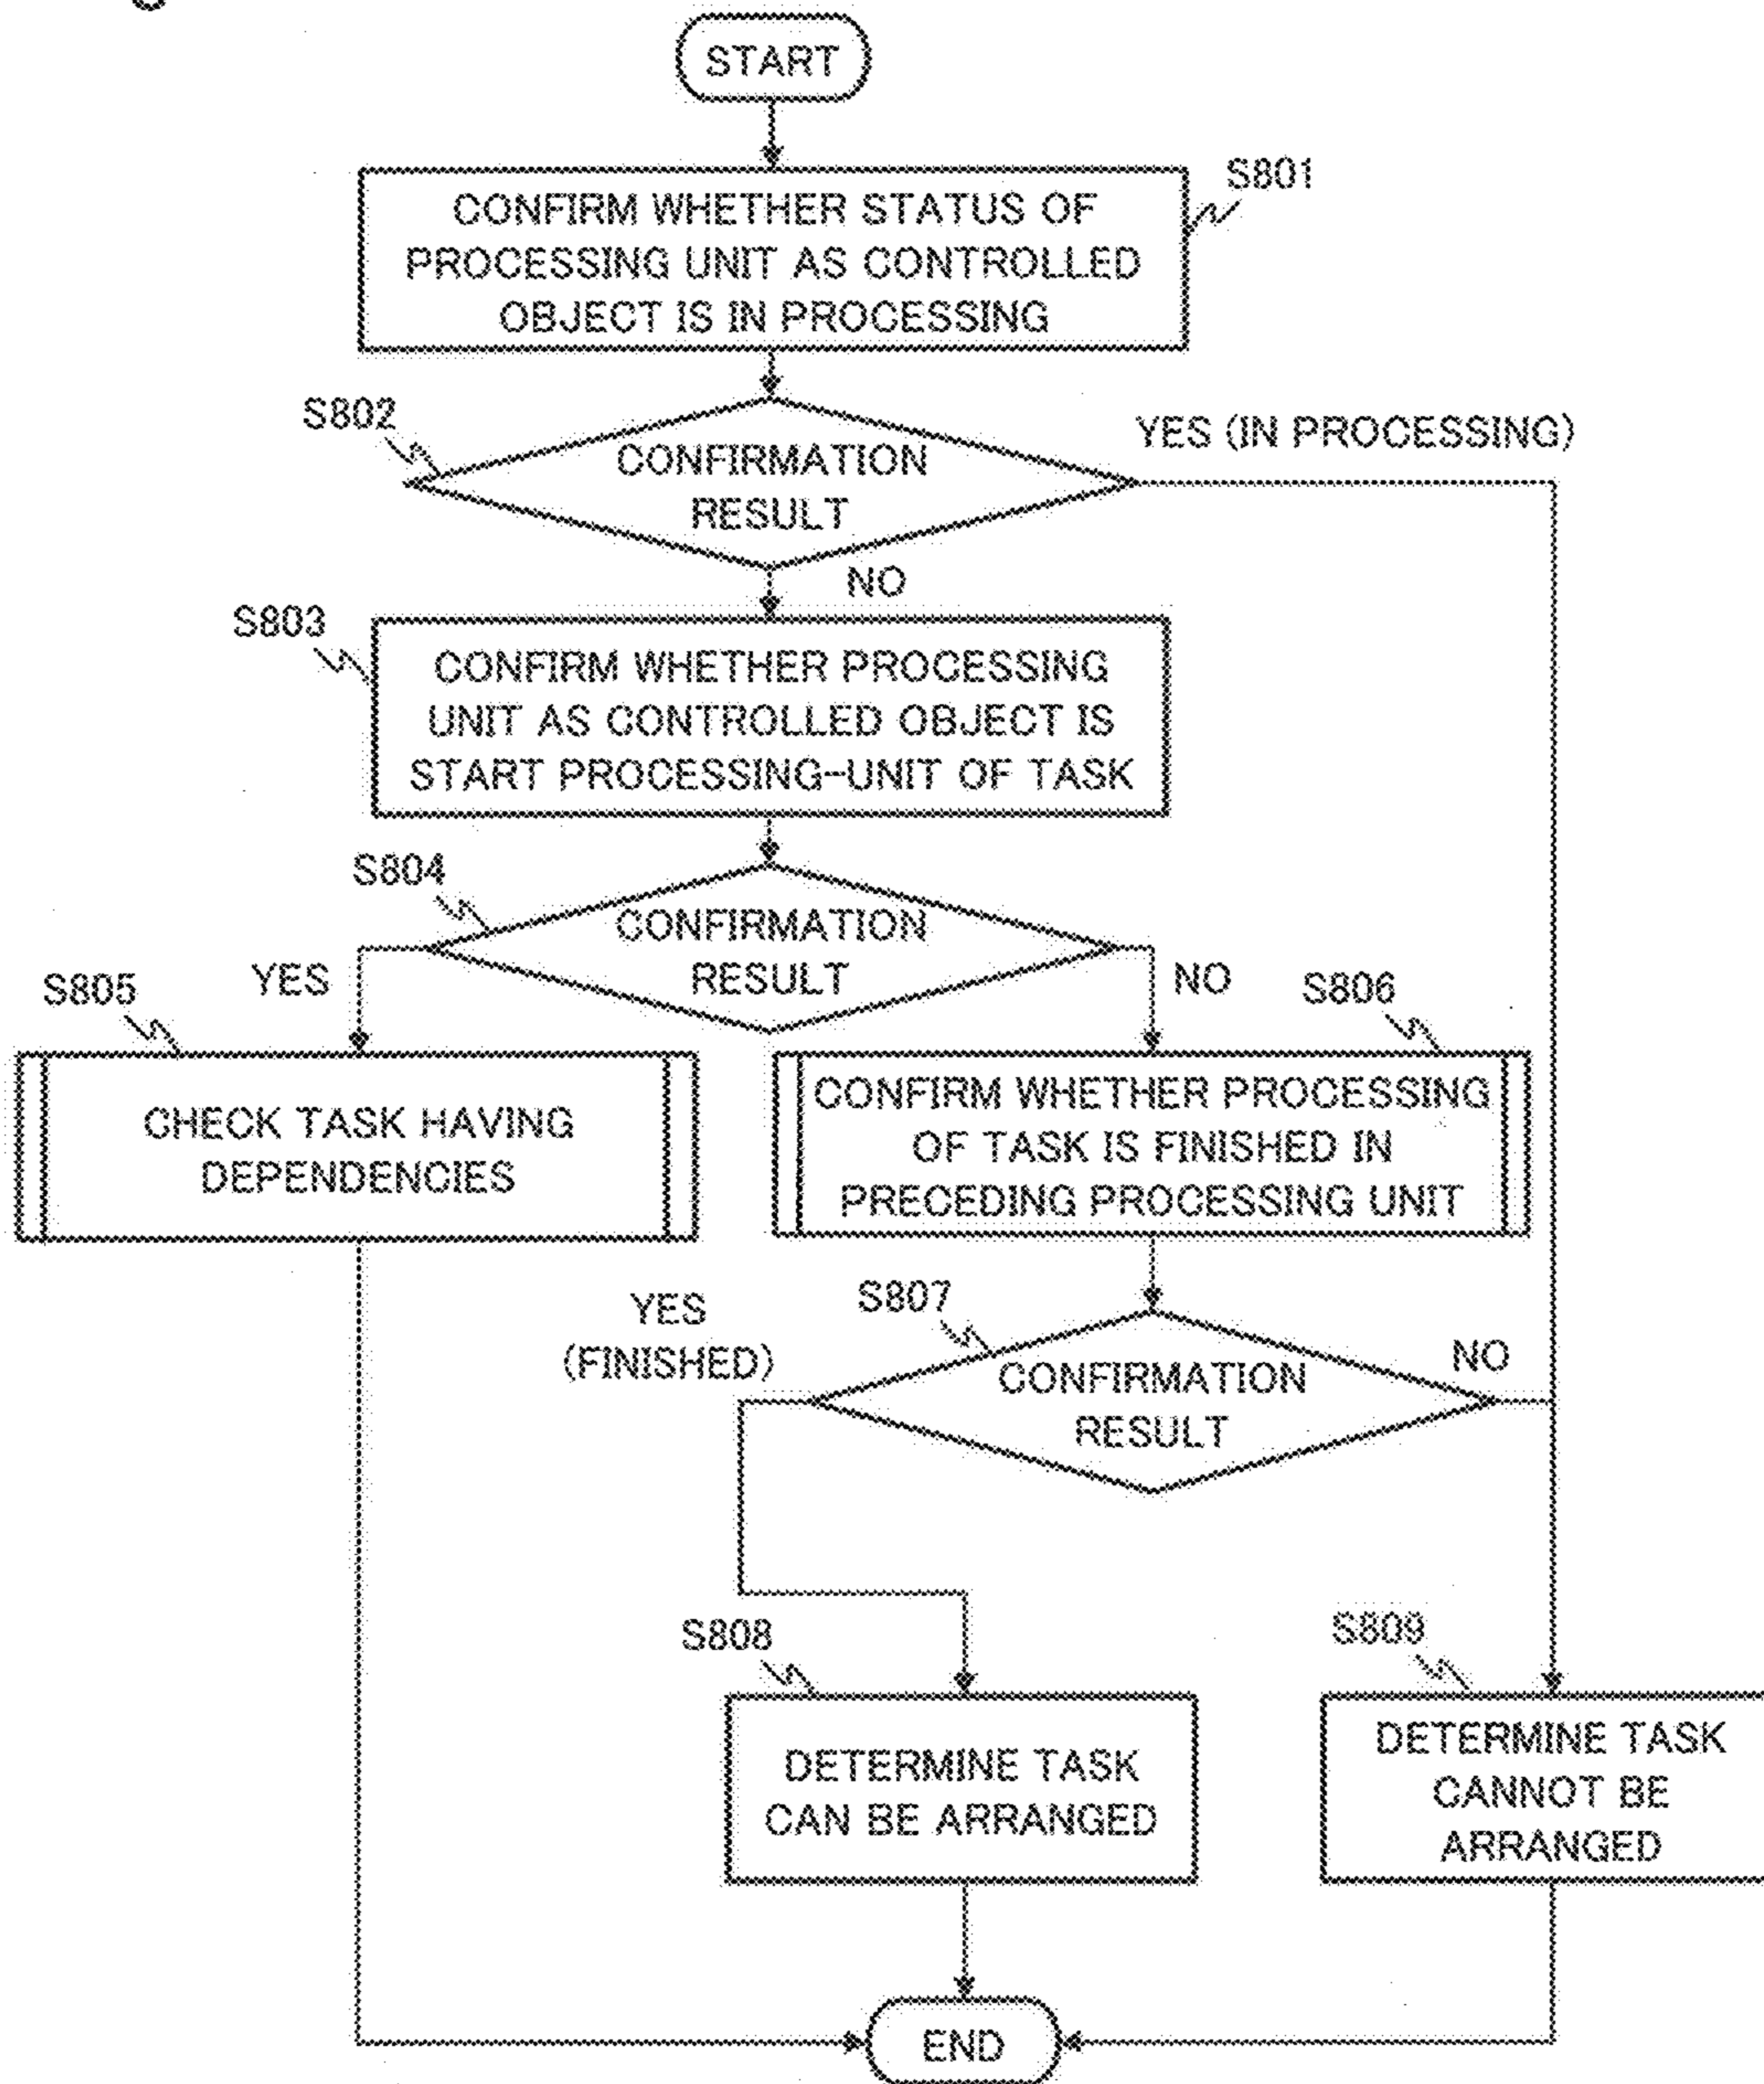 START
S801
CONFIRM WHETHER STATUS OF
PROCESSING UNIT AS CONTROLLED
OBJECT IS IN PROCESSING
S802
YES (IN PROCESSING)
CONFIRMATION
RESULT
NO
S803
CONFIRM WHETHER PROCESSING
UNIT AS CONTROLLED OBJECT IS
START PROCESSING-UNIT OF TASK
S804
CONFIRMATION
RESULT
YES
NO
S805
S806
CHECK TASK HAVING
DEPENDENCIES
CONFIRM WHETHER PROCESSING
OF TASK IS FINISHED IN
PRECEDING PROCESSING UNIT
S807
YES
(FINISHED)
NO
CONFIRMATION
RESULT
S808
S809
DETERMINE TASK
CAN BE ARRANGED
DETERMINE TASK
CANNOT BE
ARRANGED
END